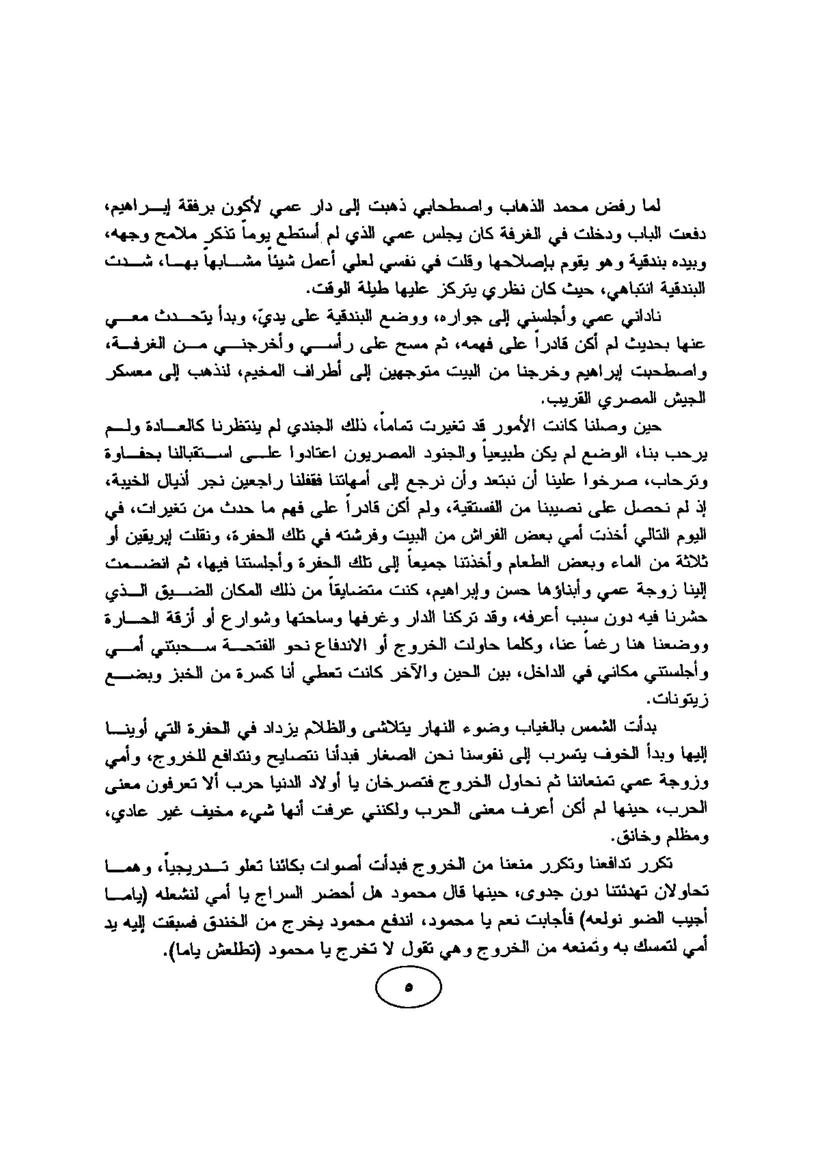 لما رفض محمد الذهاب واصطحابي ذهبت إلى دار عمي لأكون برفقة إبراهيم،
دفعت الباب ودخلت في الغرفة كان يجلس عمي الذي لم أستطع يوماً تذكر ملامح وجهه،
وبيده بندقية وهو يقوم بإصلاحها وقلت في نفسي لعلي أعمل شيئاً مشابهاً بها، شدت
البندقية انتباهي، حيث كان نظري يتركز عليها طيلة الوقت.
ناداني عمي وأجلسني إلى جواره، ووضع البندقية على يديّ، وبدأ يتحدث معي
عنها بحديث لم أكن قادراً على فهمه، ثم مسح على رأسي وأخرجني من الغرفة،
واصطحبت إبراهيم وخرجنا من البيت متوجهين إلى أطراف المخيم، لنذهب إلى معسكر
الجيش المصري القريب.
حين وصلنا كانت الأمور قد تغيرت تماماً، ذلك الجندي لم ينتظرنا كالعادة ولم
يرحب بنا، الوضع لم يكن طبيعياً والجنود المصريون اعتادوا على استقبالنا بحفاوة
وترحاب، صرخوا علينا أن نبتعد وأن نرجع إلى أمهاتنا فقفلنا راجعين نجر أذيال الخيبة،
إذ لم نحصل على نصيبنا من الفستقية، ولم أكن قادراً على فهم ما حدث من تغيرات، في
اليوم التالي أخذت أمي بعض الفراش من البيت وفرشته في تلك الحفرة، ونقلت إبريقين أو
ثلاثة من الماء وبعض الطعام وأخذتنا جميعاً إلى تلك الحفرة وأجلستنا فيها، ثم انضمت
إلينا زوجة عمي وأبناؤها حسن وإبراهيم، كنت متضايقاً من ذلك المكان الضيق الذي
حشرنا فيه دون سبب أعرفه، وقد تركنا الدار وغرفها وساحتها وشوارع أو أزقة الحارة
ووضعنا هنا رغماً عنا، وكلما حاولت الخروج أو الاندفاع نحو الفتحة سحبتني أمي
وأجلستني مكاني في الداخل، بين الحين والآخر كانت تعطي أنا كسرة من الخبز وبضع
زيتونات.
بدأت الشمس بالغياب وضوء النهار يتلاشى والظلام يزداد في الحفرة التي أوينا
إليها وبدأ الخوف يتسرب إلى نفوسنا نحن الصغار فبدأنا نتصايح ونتدافع للخروج، وأمي
وزوجة عمي تمنعاننا ثم نحاول الخروج فتصرخان يا أولاد الدنيا حرب ألا تعرفون معنى
الحرب، حينها لم أكن أعرف معنى الحرب ولكنني عرفت أنها شيء مخيف غير عادي،
ومظلم وخانق.
تكرر تدافعنا وتكرر منعنا من الخروج فبدأت أصوات بكائنا تعلو تدريجياً، وهما
تحاولان تهدئتنا دون جدوى، حينها قال محمود هل أحضر السراج يا أمي لنشعله (ياما
أجيب الضو نولعه) فأجابت نعم يا محمود، اندفع محمود يخرج من الخندق فسبقت إليه يد
أمي لتمسك به وتمنعه من الخروج وهي تقول لا تخرج يا محمود (تطلعش ياما).
٥